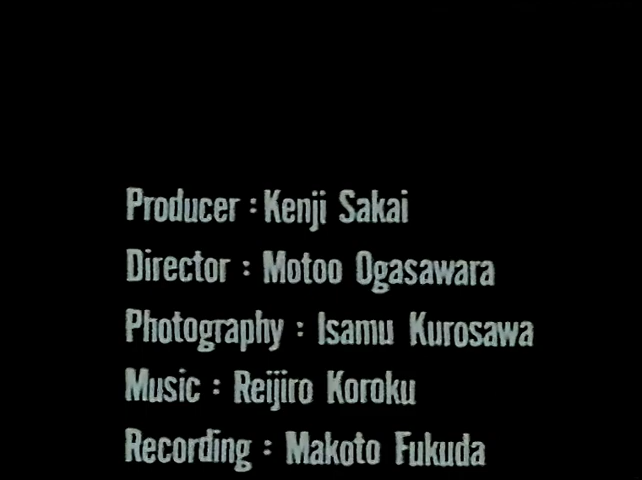 Producer : Kenji Sakai
Director : Motoo Ogasawara
Photography : Isamu Kurosawa
Music : Reijiro Koroku
Recording : Makoto Fukuda